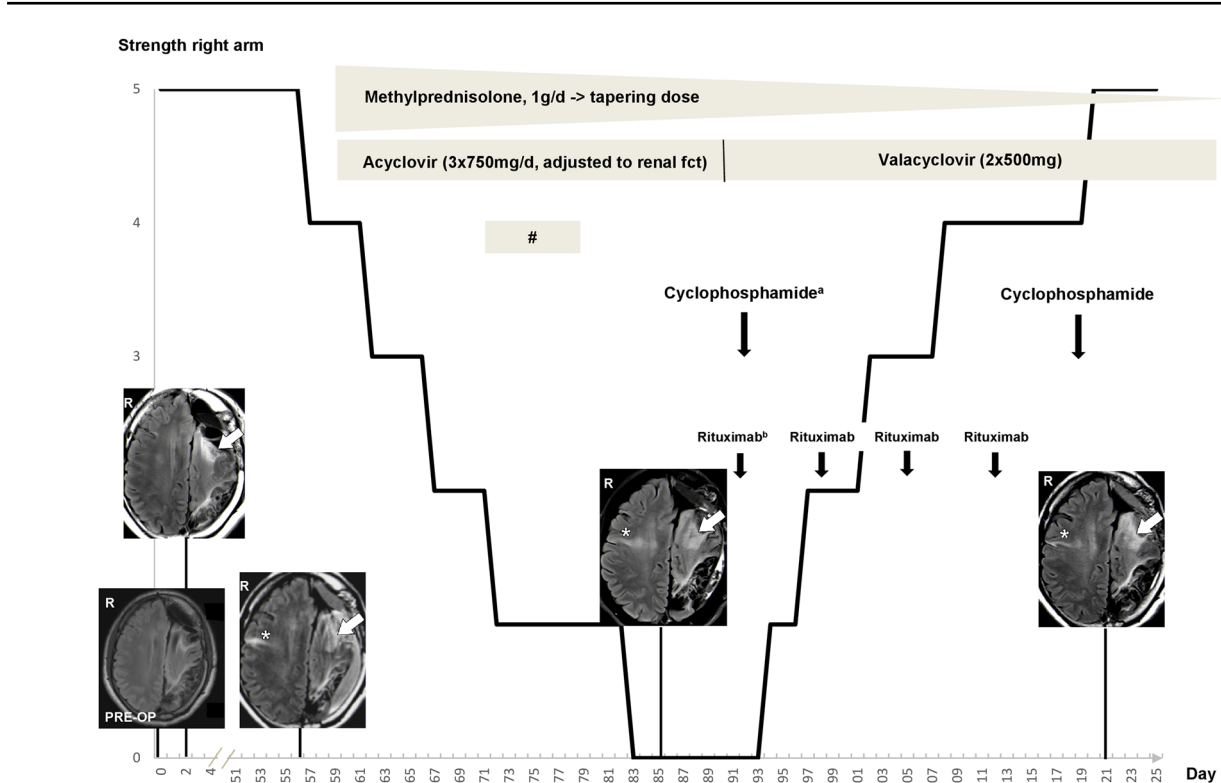 Strength right arm
5
Methylprednisolone, 1g/d -> tapering dose
Acyclovir (3x750mg/d, adjusted to renal fct)
Valacyclovir (2x500mg)
4
#
Cyclophosphamideᵃ
Cyclophosphamide
3
R
Rituximabᵇ
Rituximab
Rituximab
Rituximab
R
*
R
*
R
PRE-OP
R
*
0
0 2 4 51 53 55 57 59 61 63 65 67 69 71 73 75 77 79 81 83 85 87 89 91 93 97 99 01 03 05 07 09 11 13 15 17 19 21 23 25
Day